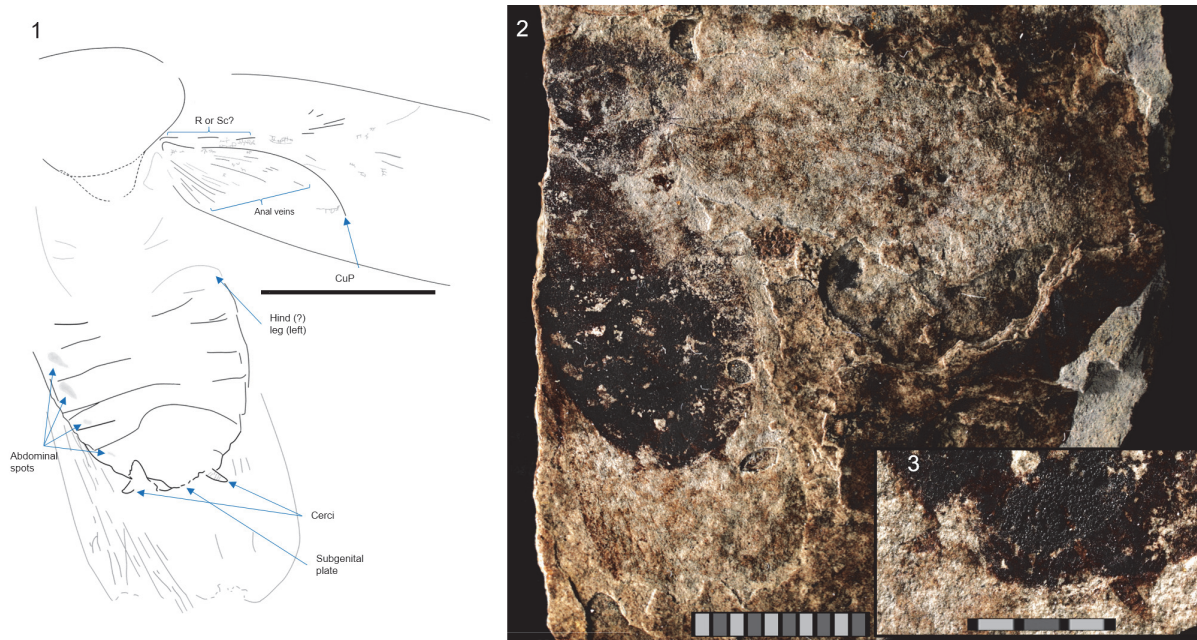 1
R or Sc?
Anal veins
CuP
Hind (?)
leg (left)
Abdominal
spots
Cerci
Subgenital
plate
2
3